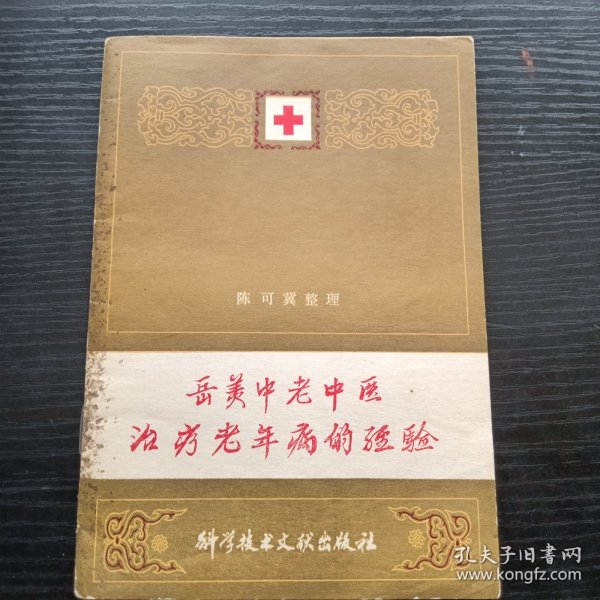 陈可冀整理
岳美中老中医
治疗老年病的经验
科学技术文献出版社
孔夫子旧书网
www.kongfz.com